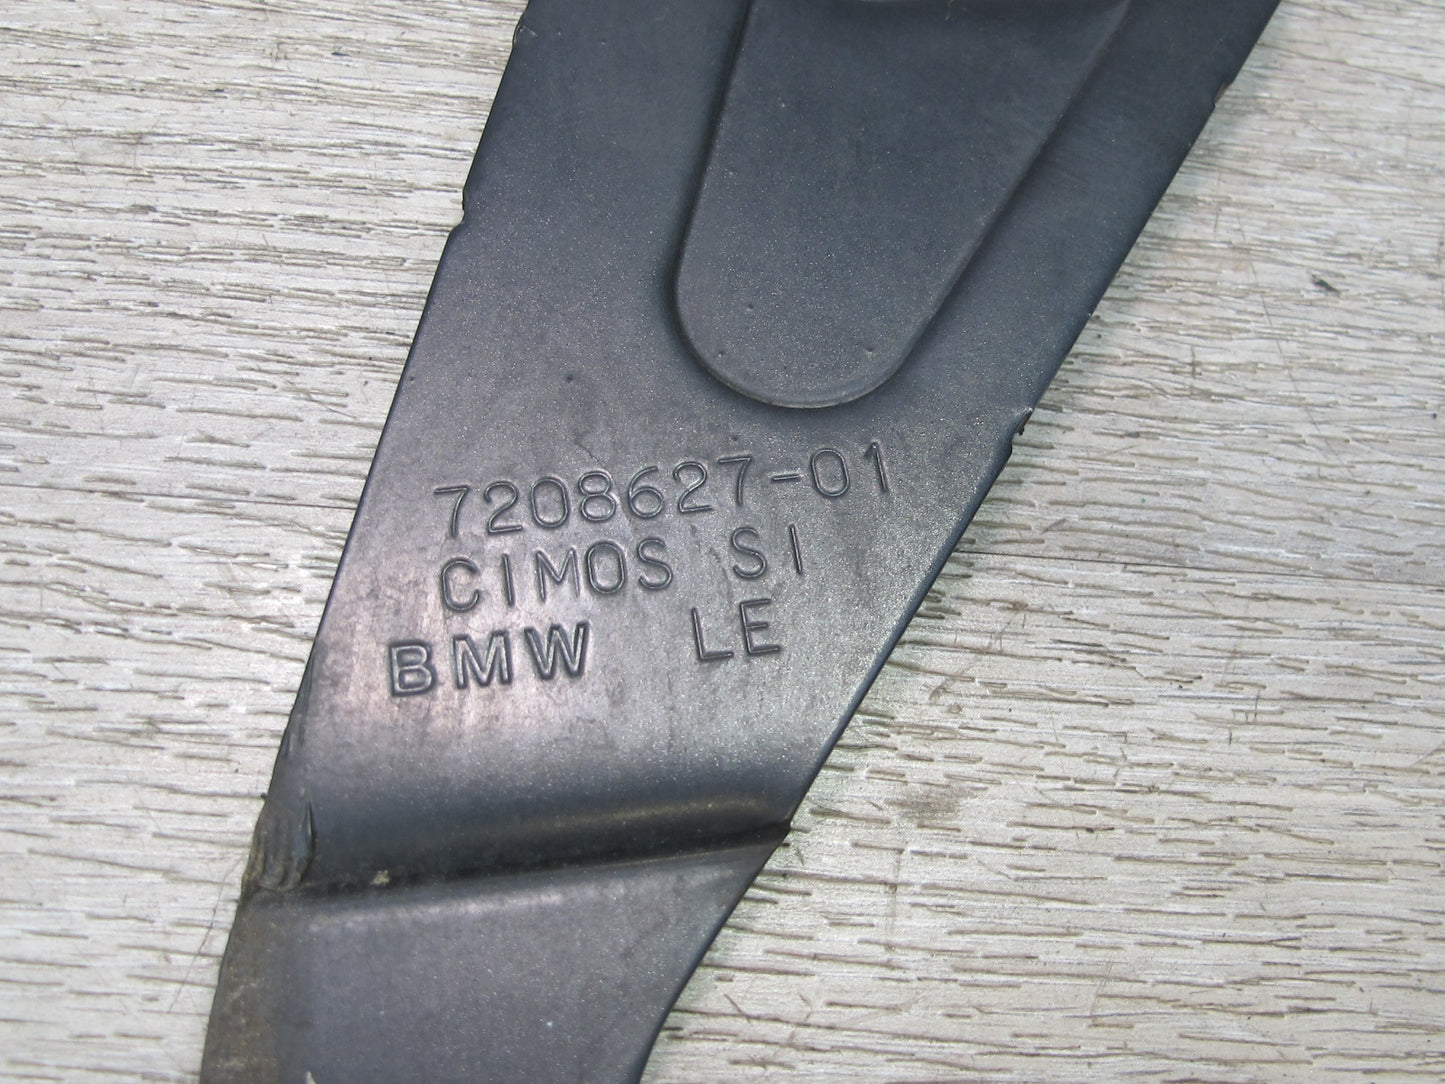 7208627-01
CIMOS SI
BMW LE